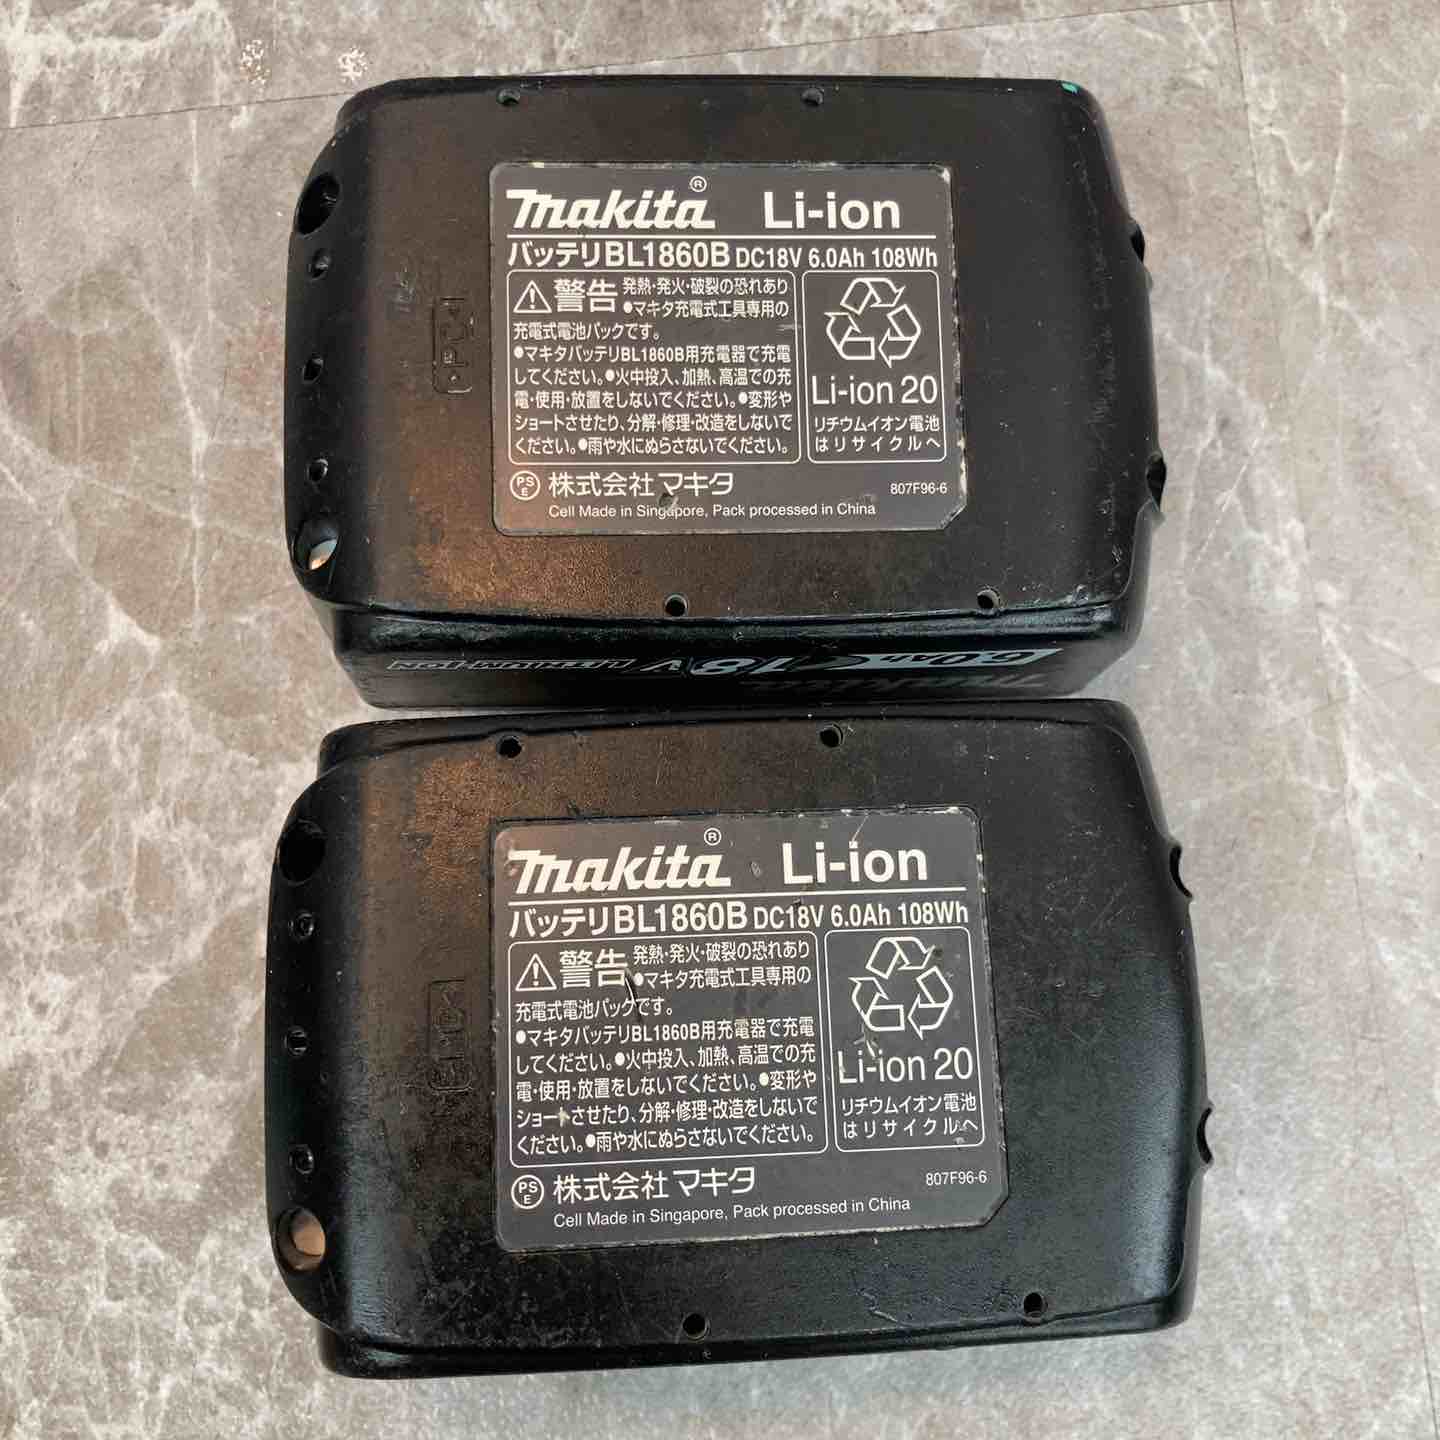 makita® Li-ion
バッテリBL1860B DC18V 6.0Ah 108Wh
警告 発熱・発火・破裂の恐れあり
●マキタ充電式工具専用の
充電式電池パックです。
●マキタバッテリBL1860B用充電器で充電
してください。●火中投入、加熱、高温での充
電・使用・放置をしないでください。●変形や
ショートさせたり、分解・修理・改造をしないで
ください。●雨や水にぬらさないでください。
Li-ion 20
リチウムイオン電池
はリサイクルへ
PS
E
株式会社マキタ
807F96-6
Cell Made in Singapore, Pack processed in China
>PC<
makita
6.0Ah 18V LITHIUM-ION
makita® Li-ion
バッテリBL1860B DC18V 6.0Ah 108Wh
警告 発熱・発火・破裂の恐れあり
●マキタ充電式工具専用の
充電式電池パックです。
●マキタバッテリBL1860B用充電器で充電
してください。●火中投入、加熱、高温での充
電・使用・放置をしないでください。●変形や
ショートさせたり、分解・修理・改造をしないで
ください。●雨や水にぬらさないでください。
Li-ion 20
リチウムイオン電池
はリサイクルへ
PS
E
株式会社マキタ
807F96-6
Cell Made in Singapore, Pack processed in China